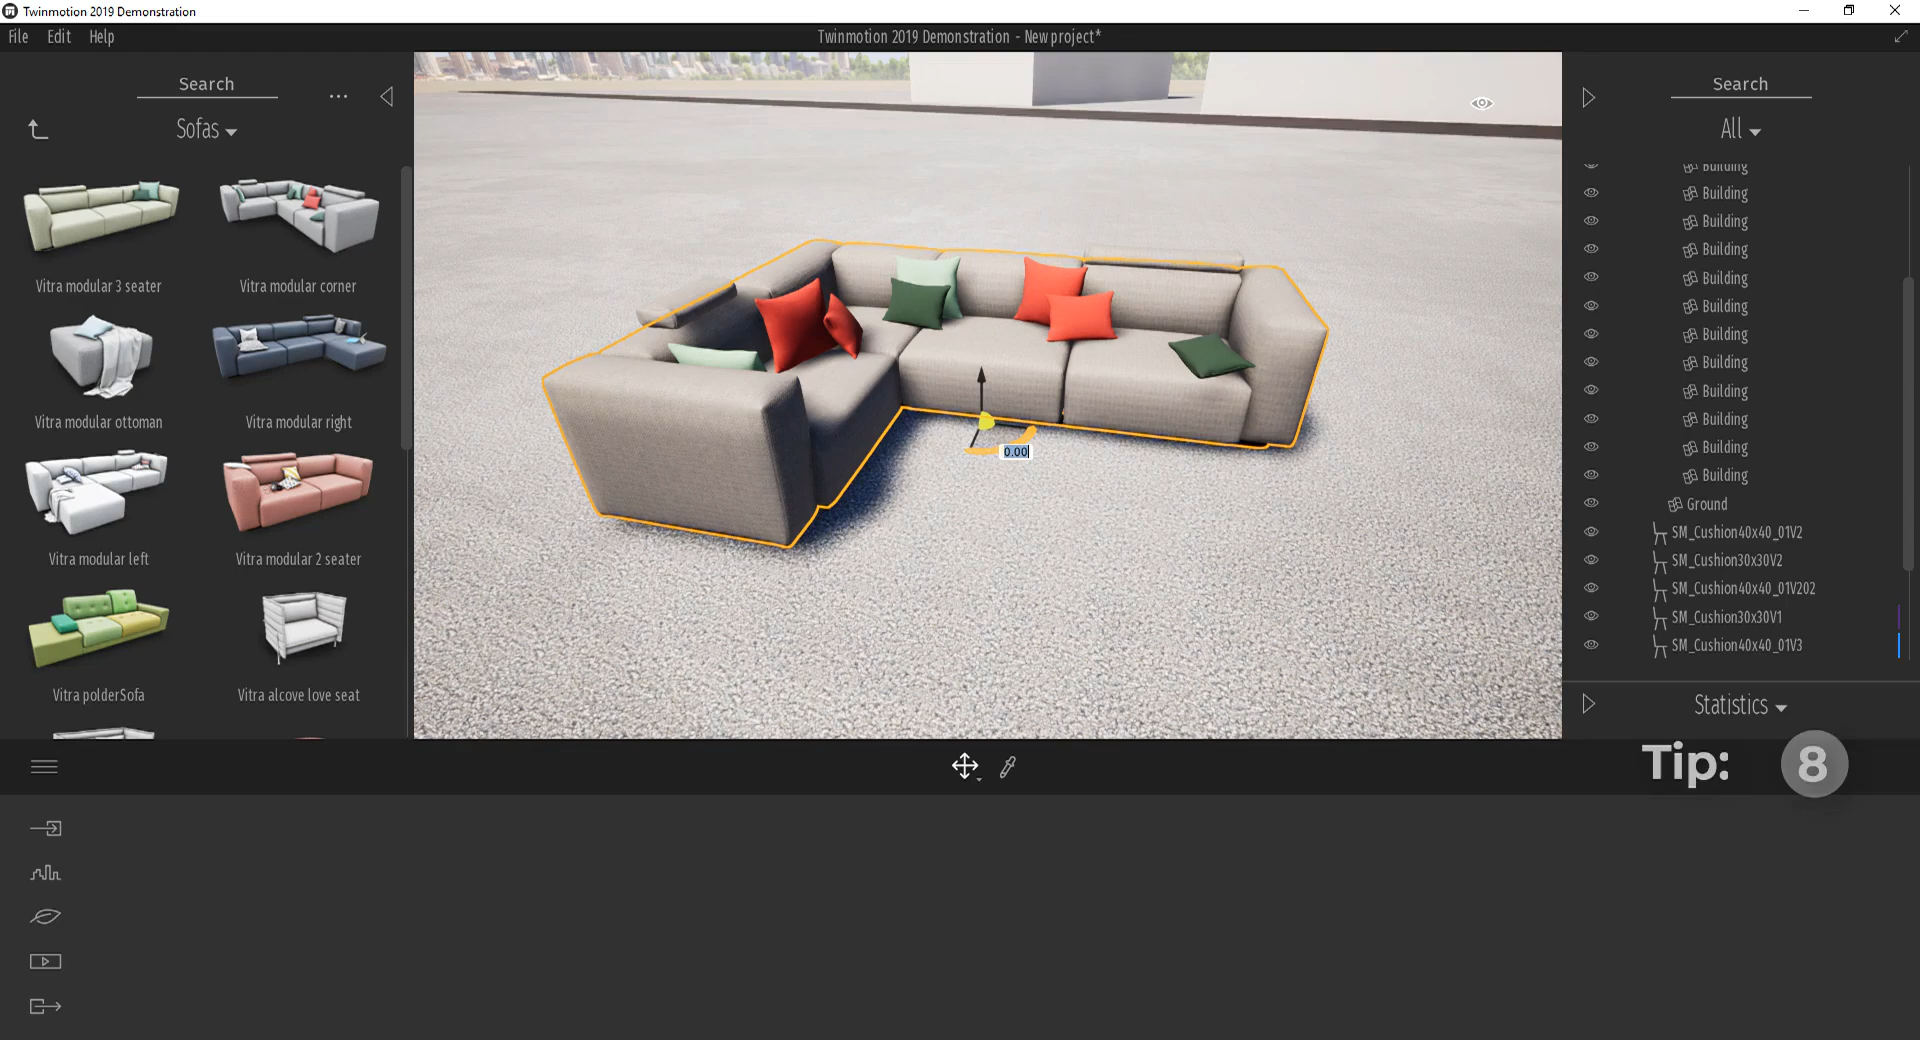 Twinmotion 2019 Demonstration
File Edit Help
Twinmotion 2019 Demonstration - New project*
Search
...
Sofas
Vitra modular 3 seater
Vitra modular corner
Vitra modular ottoman
Vitra modular right
Vitra modular left
Vitra modular 2 seater
Vitra polderSofa
Vitra alcove love seat
0.00
Search
All
Building
Building
Building
Building
Building
Building
Building
Building
Building
Building
Building
Building
Ground
SM_Cushion40x40_01V2
SM_Cushion30x30V2
SM_Cushion40x40_01V202
SM_Cushion30x30V1
SM_Cushion40x40_01V3
Statistics
Tip: 8